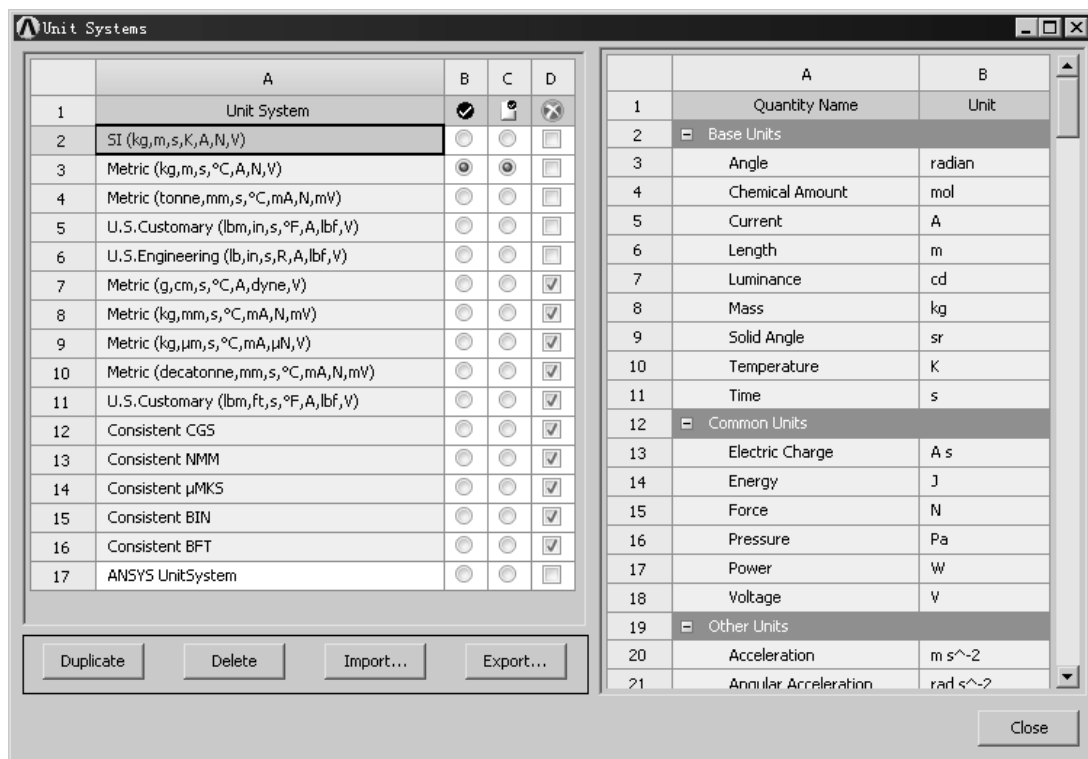 Unit Systems
A B C D
1 Unit System
2 SI (kg,m,s,K,A,N,V)
3 Metric (kg,m,s,°C,A,N,V)
4 Metric (tonne,mm,s,°C,mA,N,mV)
5 U.S.Customary (lbm,in,s,°F,A,lbf,V)
6 U.S.Engineering (lb,in,s,R,A,lbf,V)
7 Metric (g,cm,s,°C,A,dyne,V)
8 Metric (kg,mm,s,°C,mA,N,mV)
9 Metric (kg,µm,s,°C,mA,µN,V)
10 Metric (decatonne,mm,s,°C,mA,N,mV)
11 U.S.Customary (lbm,ft,s,°F,A,lbf,V)
12 Consistent CGS
13 Consistent NMM
14 Consistent µMKS
15 Consistent BIN
16 Consistent BFT
17 ANSYS UnitSystem
Duplicate Delete Import... Export...
A B
1 Quantity Name Unit
2 Base Units
3 Angle radian
4 Chemical Amount mol
5 Current A
6 Length m
7 Luminance cd
8 Mass kg
9 Solid Angle sr
10 Temperature K
11 Time s
12 Common Units
13 Electric Charge A s
14 Energy J
15 Force N
16 Pressure Pa
17 Power W
18 Voltage V
19 Other Units
20 Acceleration m s^-2
21 Angular Acceleration rad s^-2
Close